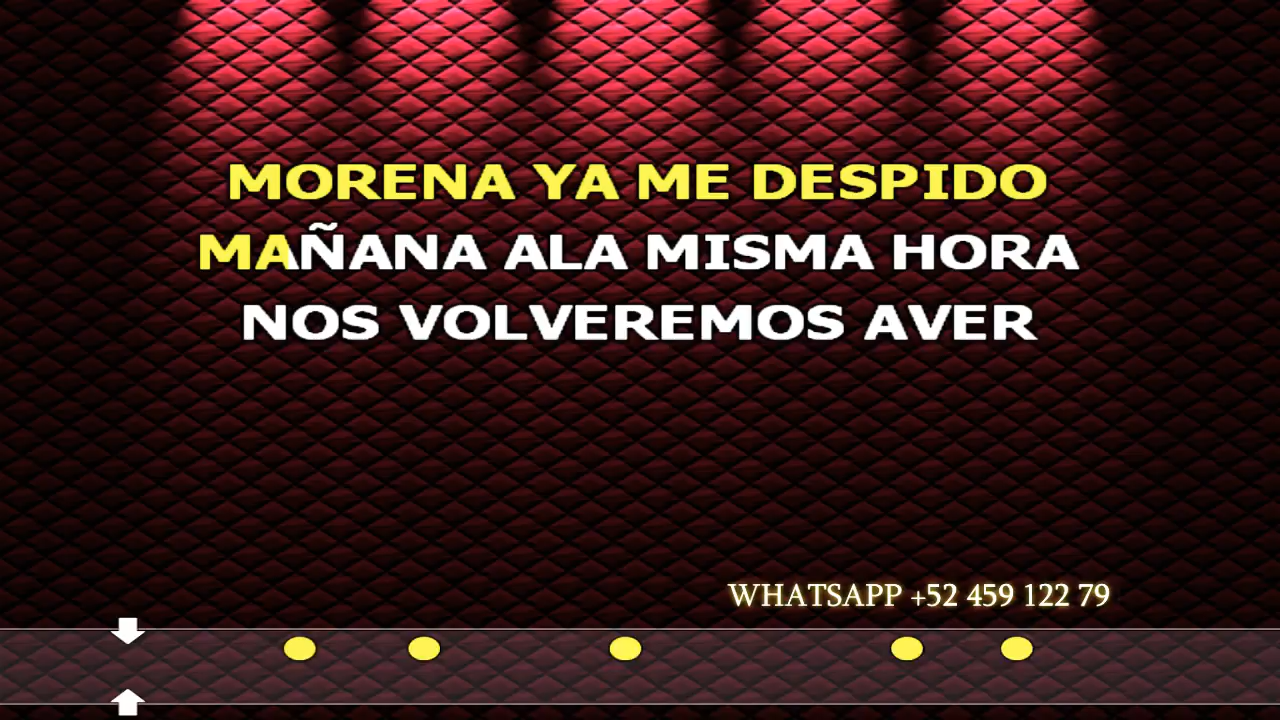 MORENA YA ME DESPIDO
MAÑANA ALA MISMA HORA
NOS VOLVEREMOS AVER
WHATSAPP +52 459 122 79